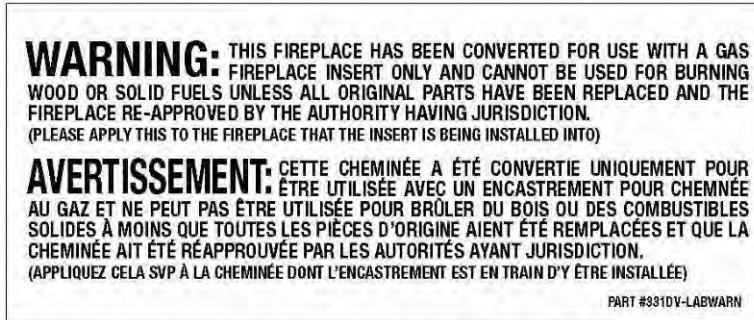 WARNING: THIS FIREPLACE HAS BEEN CONVERTED FOR USE WITH A GAS
FIREPLACE INSERT ONLY AND CANNOT BE USED FOR BURNING
WOOD OR SOLID FUELS UNLESS ALL ORIGINAL PARTS HAVE BEEN REPLACED AND THE
FIREPLACE RE-APPROVED BY THE AUTHORITY HAVING JURISDICTION.
(PLEASE APPLY THIS TO THE FIREPLACE THAT THE INSERT IS BEING INSTALLED INTO)
AVERTISSEMENT: CETTE CHEMINÉE A ÉTÉ CONVERTIE UNIQUEMENT POUR
ÊTRE UTILISÉE AVEC UN ENCASTREMENT POUR CHEMNÉE
AU GAZ ET NE PEUT PAS ÊTRE UTILISÉE POUR BRÛLER DU BOIS OU DES COMBUSTIBLES
SOLIDES À MOINS QUE TOUTES LES PIÈCES D'ORIGINE AIENT ÉTÉ REMPLACÉES ET QUE LA
CHEMINÉE AIT ÉTÉ RÉAPPROUVÉE PAR LES AUTORITÉS AYANT JURISDICTION.
(APPLIQUEZ CELA SVP À LA CHEMINÉE DONT L'ENCASTREMENT EST EN TRAIN D'Y ÊTRE INSTALLÉE)
PART #331DV-LABWARN